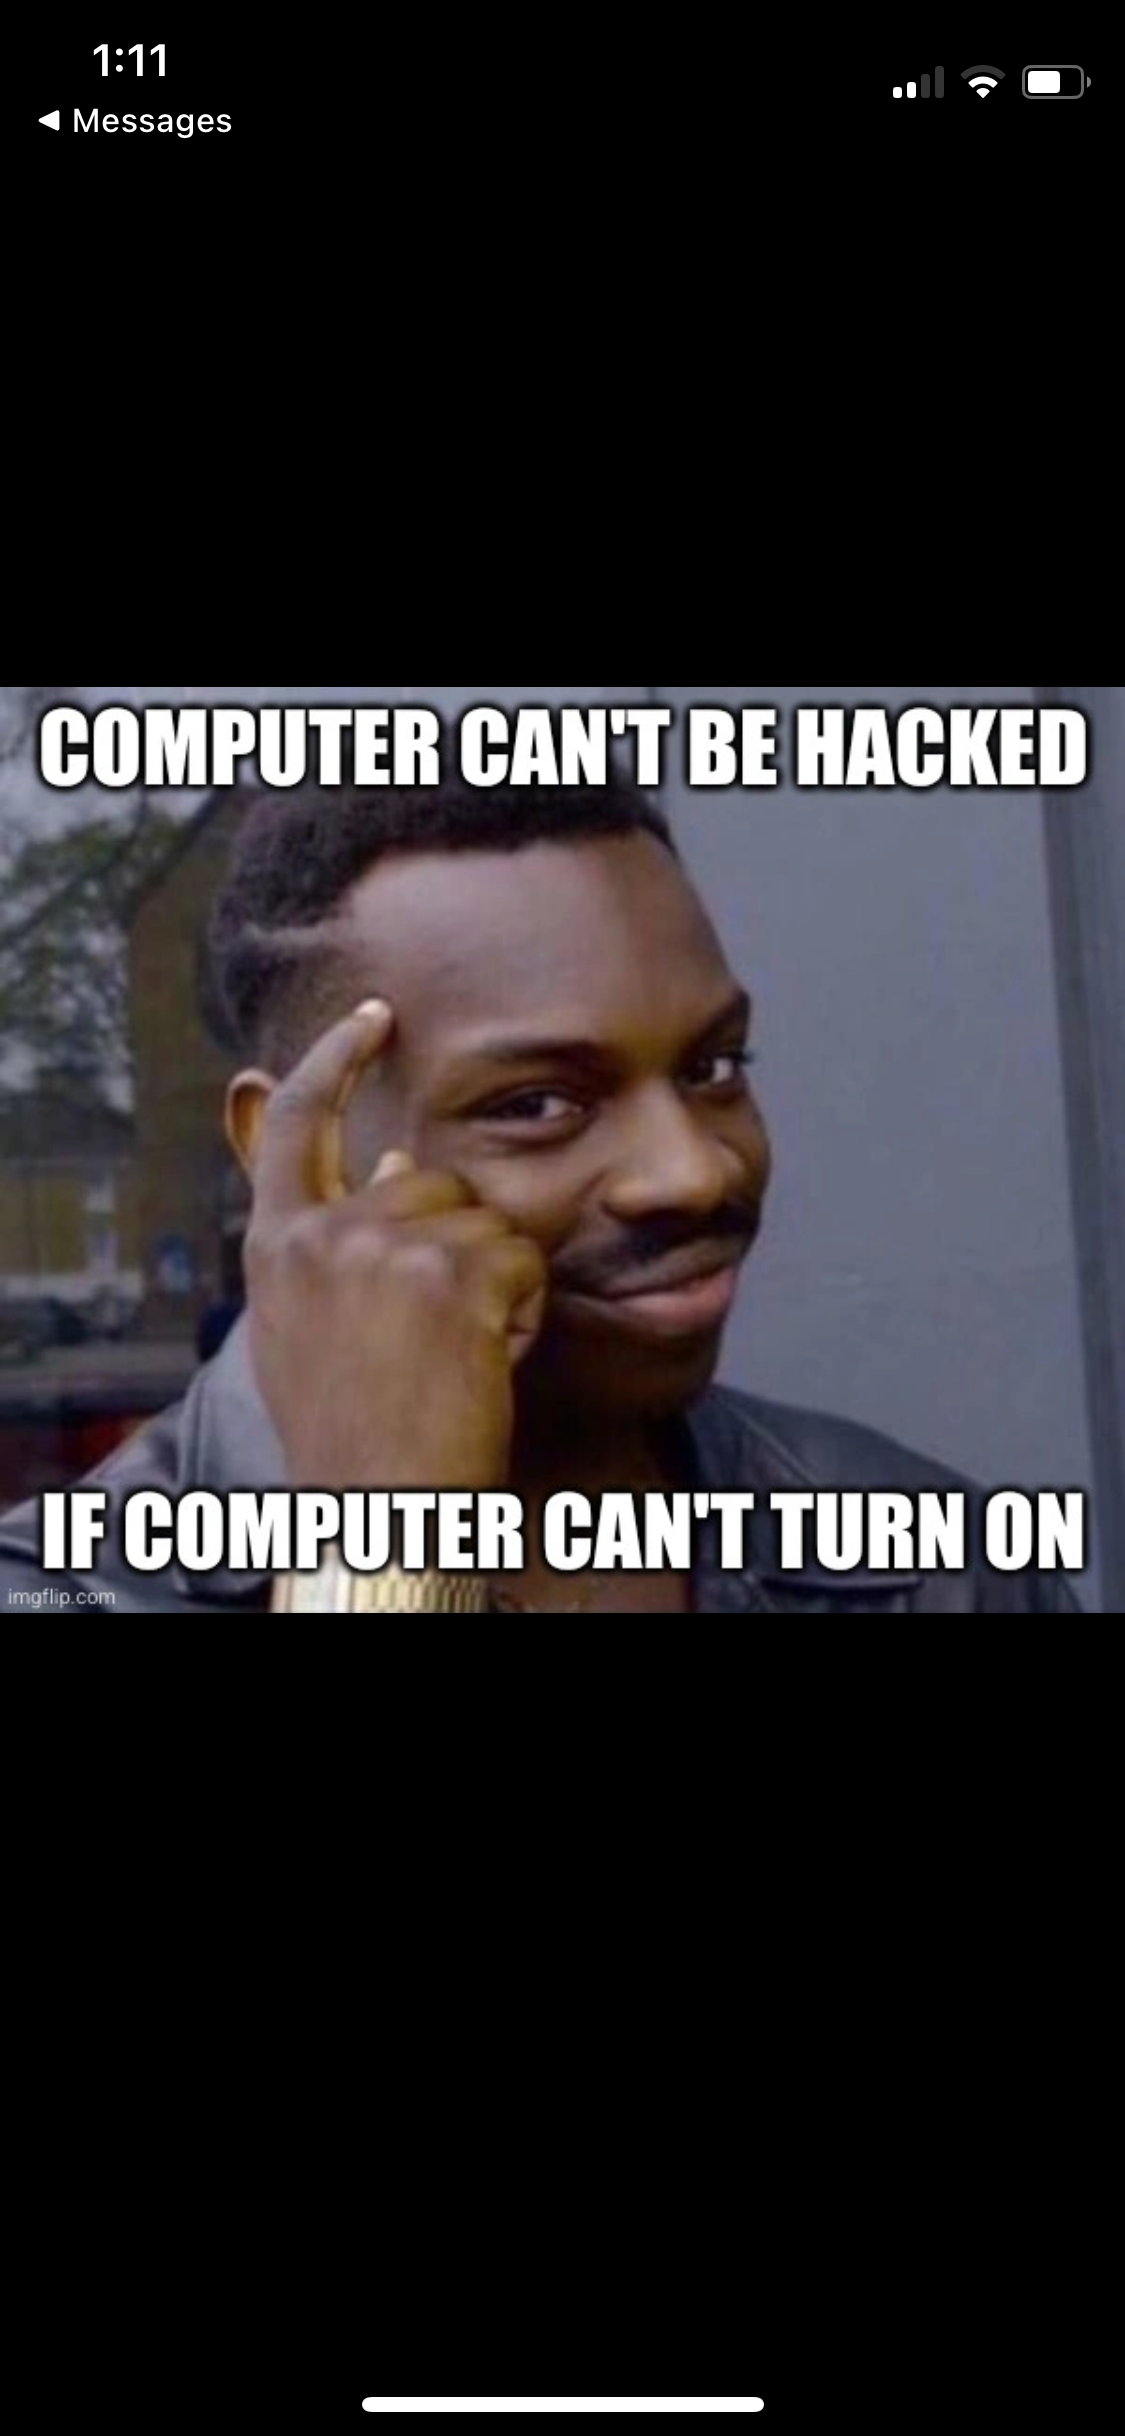 1:11
◀ Messages
COMPUTER CAN'T BE HACKED
IF COMPUTER CAN'T TURN ON
imgflip.com